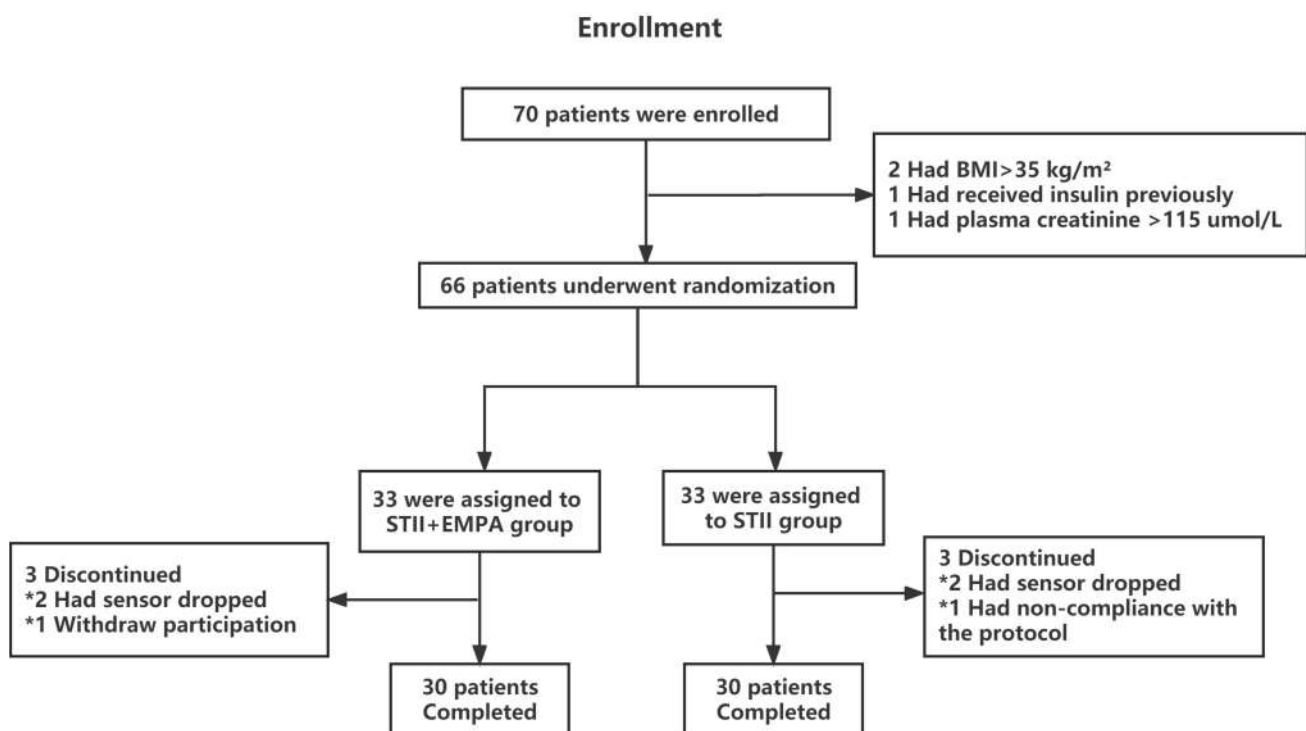 Enrollment
70 patients were enrolled
2 Had BMI>35 kg/m²
1 Had received insulin previously
1 Had plasma creatinine >115 umol/L
66 patients underwent randomization
33 were assigned to
STII+EMPA group
33 were assigned
to STII group
3 Discontinued
*2 Had sensor dropped
*1 Withdraw participation
3 Discontinued
*2 Had sensor dropped
*1 Had non-compliance with
the protocol
30 patients
Completed
30 patients
Completed